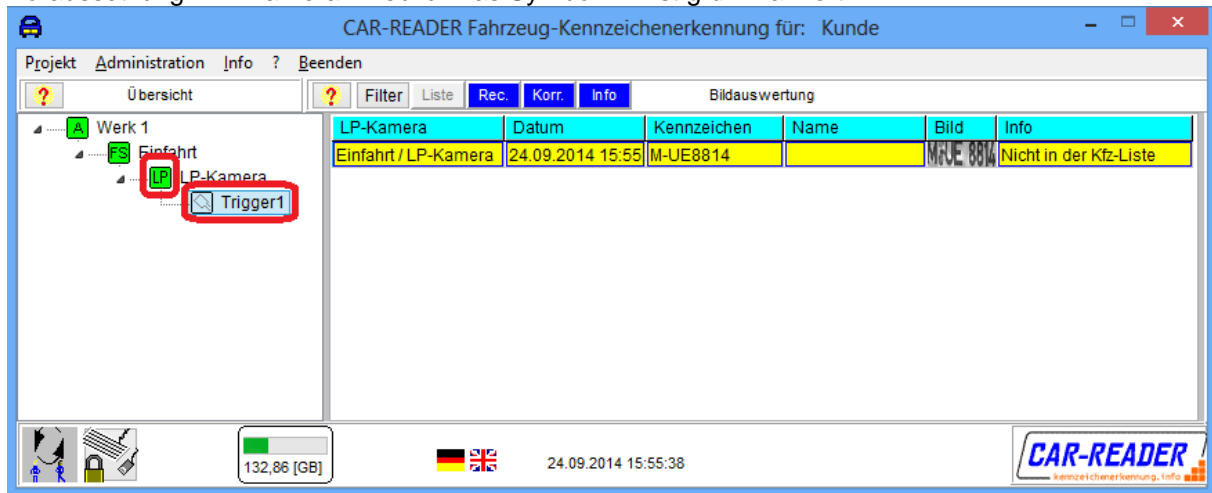 CAR-READER Fahrzeug-Kennzeichenerkennung für: Kunde
Projekt Administration Info ? Beenden
? Übersicht ? Filter Liste Rec. Korr. Info Bildauswertung
A Werk 1
FS Einfahrt
LP LP-Kamera
Trigger1
LP-Kamera Datum Kennzeichen Name Bild Info
Einfahrt / LP-Kamera 24.09.2014 15:55 M-UE8814 M UE 8814 Nicht in der Kfz-Liste
132,86 [GB]
24.09.2014 15:55:38
CAR-READER
kennzeichenerkennung.info